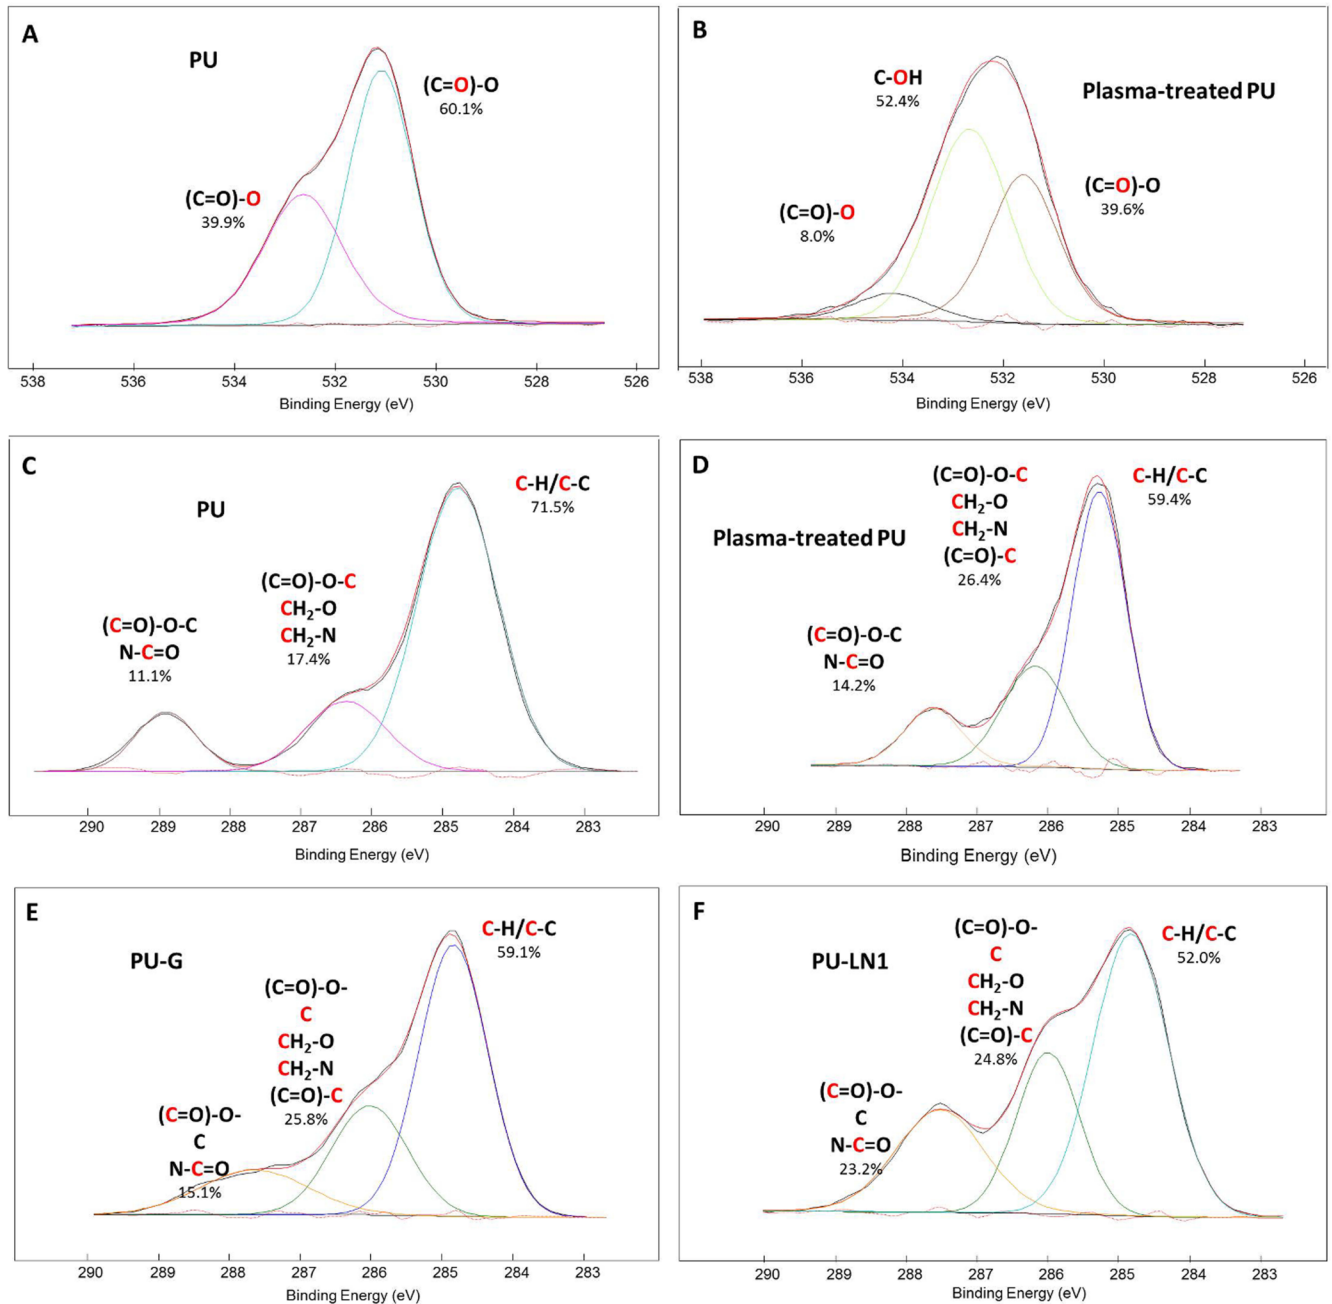 A
PU
(C=O)-O
60.1%
(C=O)-O
39.9%
538 536 534 532 530 528 526
Binding Energy (eV)
B
C-OH
52.4%
Plasma-treated PU
(C=O)-O
39.6%
(C=O)-O
8.0%
538 536 534 532 530 528 526
Binding Energy (eV)
C
PU
C-H/C-C
71.5%
(C=O)-O-C
CH2-O
CH2-N
17.4%
(C=O)-O-C
N-C=O
11.1%
290 289 288 287 286 285 284 283
Binding Energy (eV)
D
Plasma-treated PU
(C=O)-O-C
CH2-O
CH2-N
(C=O)-C
26.4%
C-H/C-C
59.4%
(C=O)-O-C
N-C=O
14.2%
290 289 288 287 286 285 284 283
Binding Energy (eV)
E
PU-G
C-H/C-C
59.1%
(C=O)-O-
C
CH2-O
CH2-N
(C=O)-C
25.8%
(C=O)-O-
C
N-C=O
15.1%
290 289 288 287 286 285 284 283
Binding Energy (eV)
F
PU-LN1
(C=O)-O-
C
CH2-O
CH2-N
(C=O)-C
24.8%
C-H/C-C
52.0%
(C=O)-O-
C
N-C=O
23.2%
290 289 288 287 286 285 284 283
Binding Energy (eV)